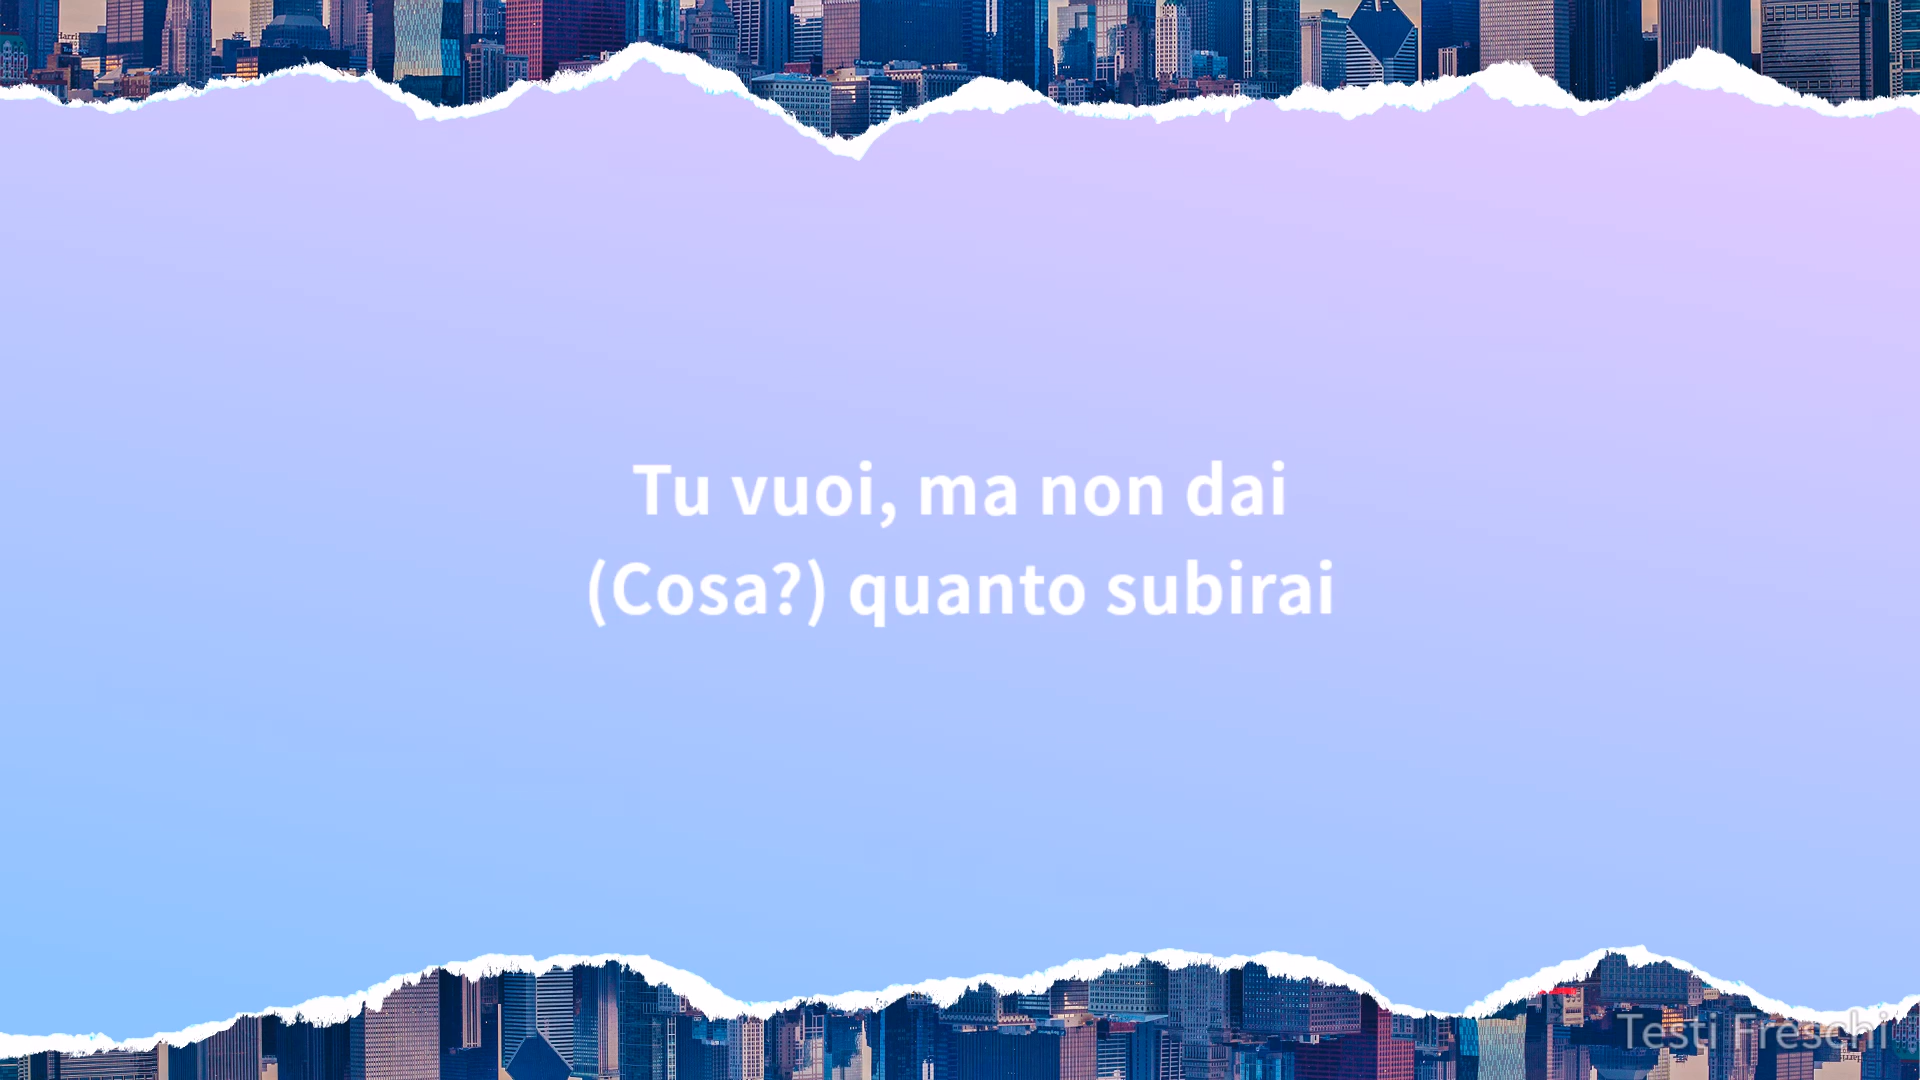 Tu vuoi, ma non dai
(Cosa?) quanto subirai
Testi Freschi